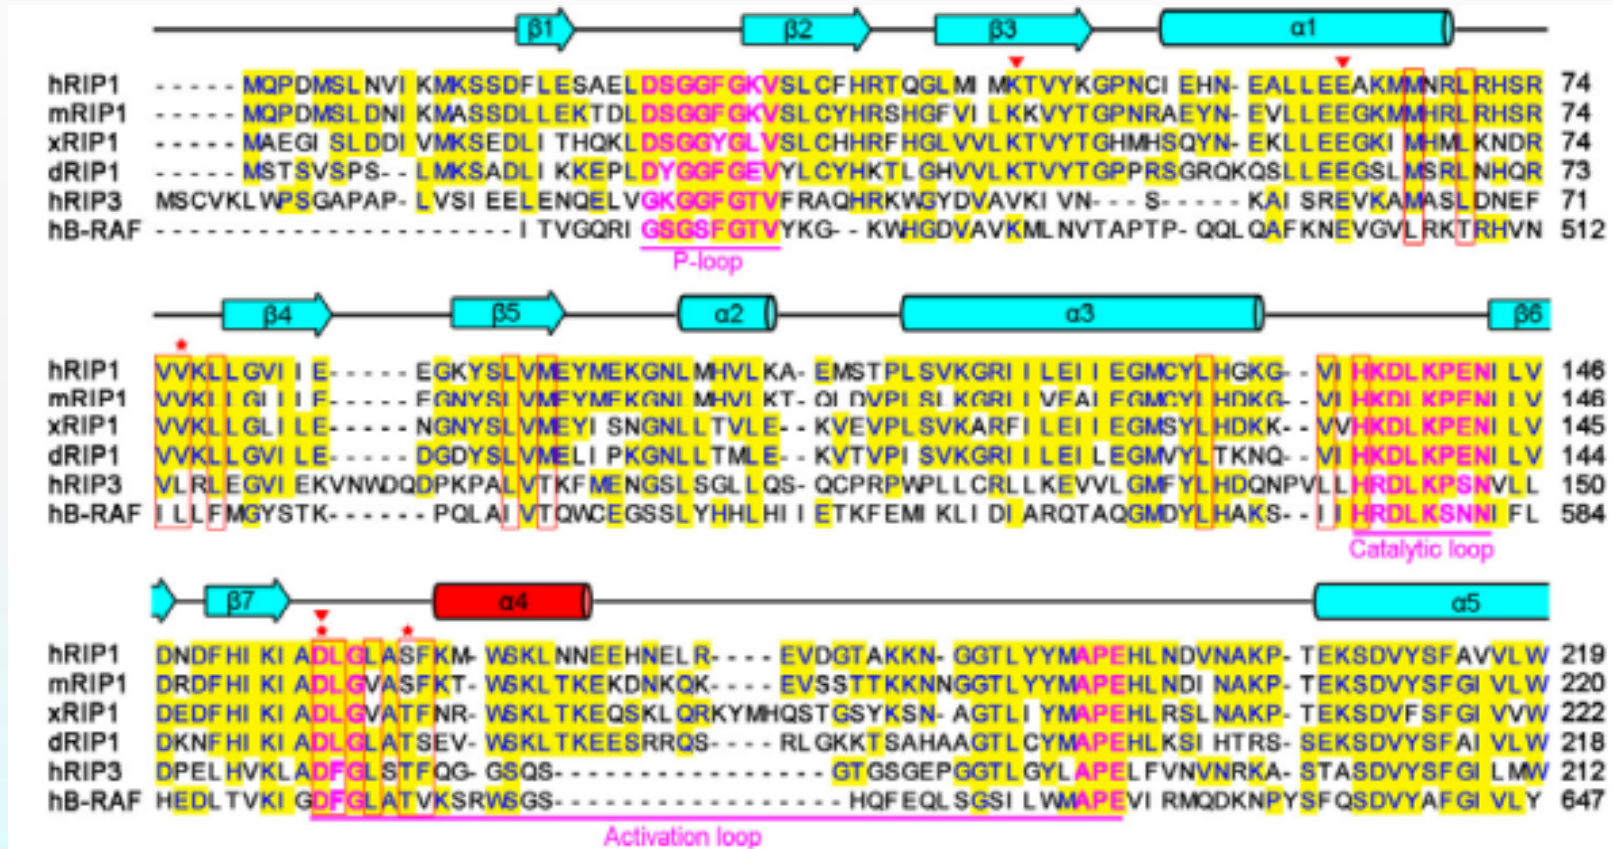 β1 β2 β3 α1
hRIP1 -----MQPDMSLNVIKMKSSDFLESAELDSGGFGKVSLCFHRTQGLMIMKTVYKGPNCIEHN-EALLEEAKMMNRLRHSR 74
mRIP1 -----MQPDMSLDNIKMASSDLLEKTDLDSGGFGKVSLCYHRSHGFVILKKVYTGPNRAEYN-EVLLEEGKMMHRLRHSR 74
xRIP1 -----MAEGISLDDIVMKSEDLITHQKLDSGGYGLVSLCHHRFHGLVVLKTVYTGHMHSQYN-EKLLEEGKIMHMLKNDR 74
dRIP1 -----MSTSVSPS--LMKSADLIKKEPLDYGGFGEVYLCYHKTLGHVVLKTVYTGPPRSGRQKQSLLEEGSLMSRLNHQR 73
hRIP3 MSCVKLWPSGAPAP-LVSIEELENQELVGKGGFGTVFRAQHRKWGYDVAVKIVN---S-----KAISREVKAMASLDNEF 71
hB-RAF ---------------------ITVGQRIGSGSFGTVYKG--KWHGDVAVKMLNVTAPTP-QQLQAFKNEVGVLRKTRHVN 512
P-loop
β4 β5 α2 α3 β6
hRIP1 VVKLLGVIIE-----EGKYSLVMEYMEKGNLMHVLKA-EMSTPLSVKGRIILEIIEGMCYLHGKG--VIHKDLKPENILV 146
mRIP1 VVKLLGLILE-----EGNYSLVMEYMEKGNLMHVLKT-QLDVPLSLKGRIIVEAIEGMCYLHDKG--VIHKDLKPENILV 146
xRIP1 VVKLLGLILE-----NGNYSLVMEYISNGNLLTVLE--KVEVPLSVKARFILEIIEGMSYLHDKK--VVHKDLKPENILV 145
dRIP1 VVKLLGVILE-----DGDYSLVMELIPKGNLLTMLE--KVTVPISVKGRIILEILEGMVYLTKNQ--VIHKDLKPENILV 144
hRIP3 VLRLEGVIEKVNWDQDPKPALVTKFMENGSLSGLLQS-QCPRPWPLLCRLLKEVVLGMFYLHDQNPVLLHRDLKPSNVLL 150
hB-RAF ILLFMGYSTK------PQLAIVTQWCEGSSLYHHLHIIETKFEMIKLIDIARQTAQGMDYLHAKS--IIHRDLKSNNIFL 584
Catalytic loop
β7 α4 α5
hRIP1 DNDFHIKIADLGLASFKM-WSKLNNEEHNELR----EVDGTAKKN-GGTLYYMAPEHLNDVNAKP-TEKSDVYSFAVVLW 219
mRIP1 DRDFHIKIADLGVASFKT-WSKLTKEKDNKQK----EVSSTTKKNNGGTLYYMAPEHLNDINAKP-TEKSDVYSFGIVLW 220
xRIP1 DEDFHIKIADLGVATFNR-WSKLTKEQSKLQRKYMHQSTGSYKSN-AGTLIYMAPEHLRSLNAKP-TEKSDVFSFGIVVW 222
dRIP1 DKNFHIKIADLGLATSEV-WSKLTKEESRRQS----RLGKKTSAHAAGTLCYMAPEHLKSIHTRS-SEKSDVYSFAIVLW 218
hRIP3 DPELHVKLADFGLSTFQG-GSQS----------------GTGSGEPGGTLGYLAPELFVNVNRKA-STASDVYSFGILMW 212
hB-RAF HEDLTVKIGDFGLATVKSRWSGS-----------------HQFEQLSGSILWMAPEVIRMQDKNPYSFQSDVYAFGIVLY 647
Activation loop